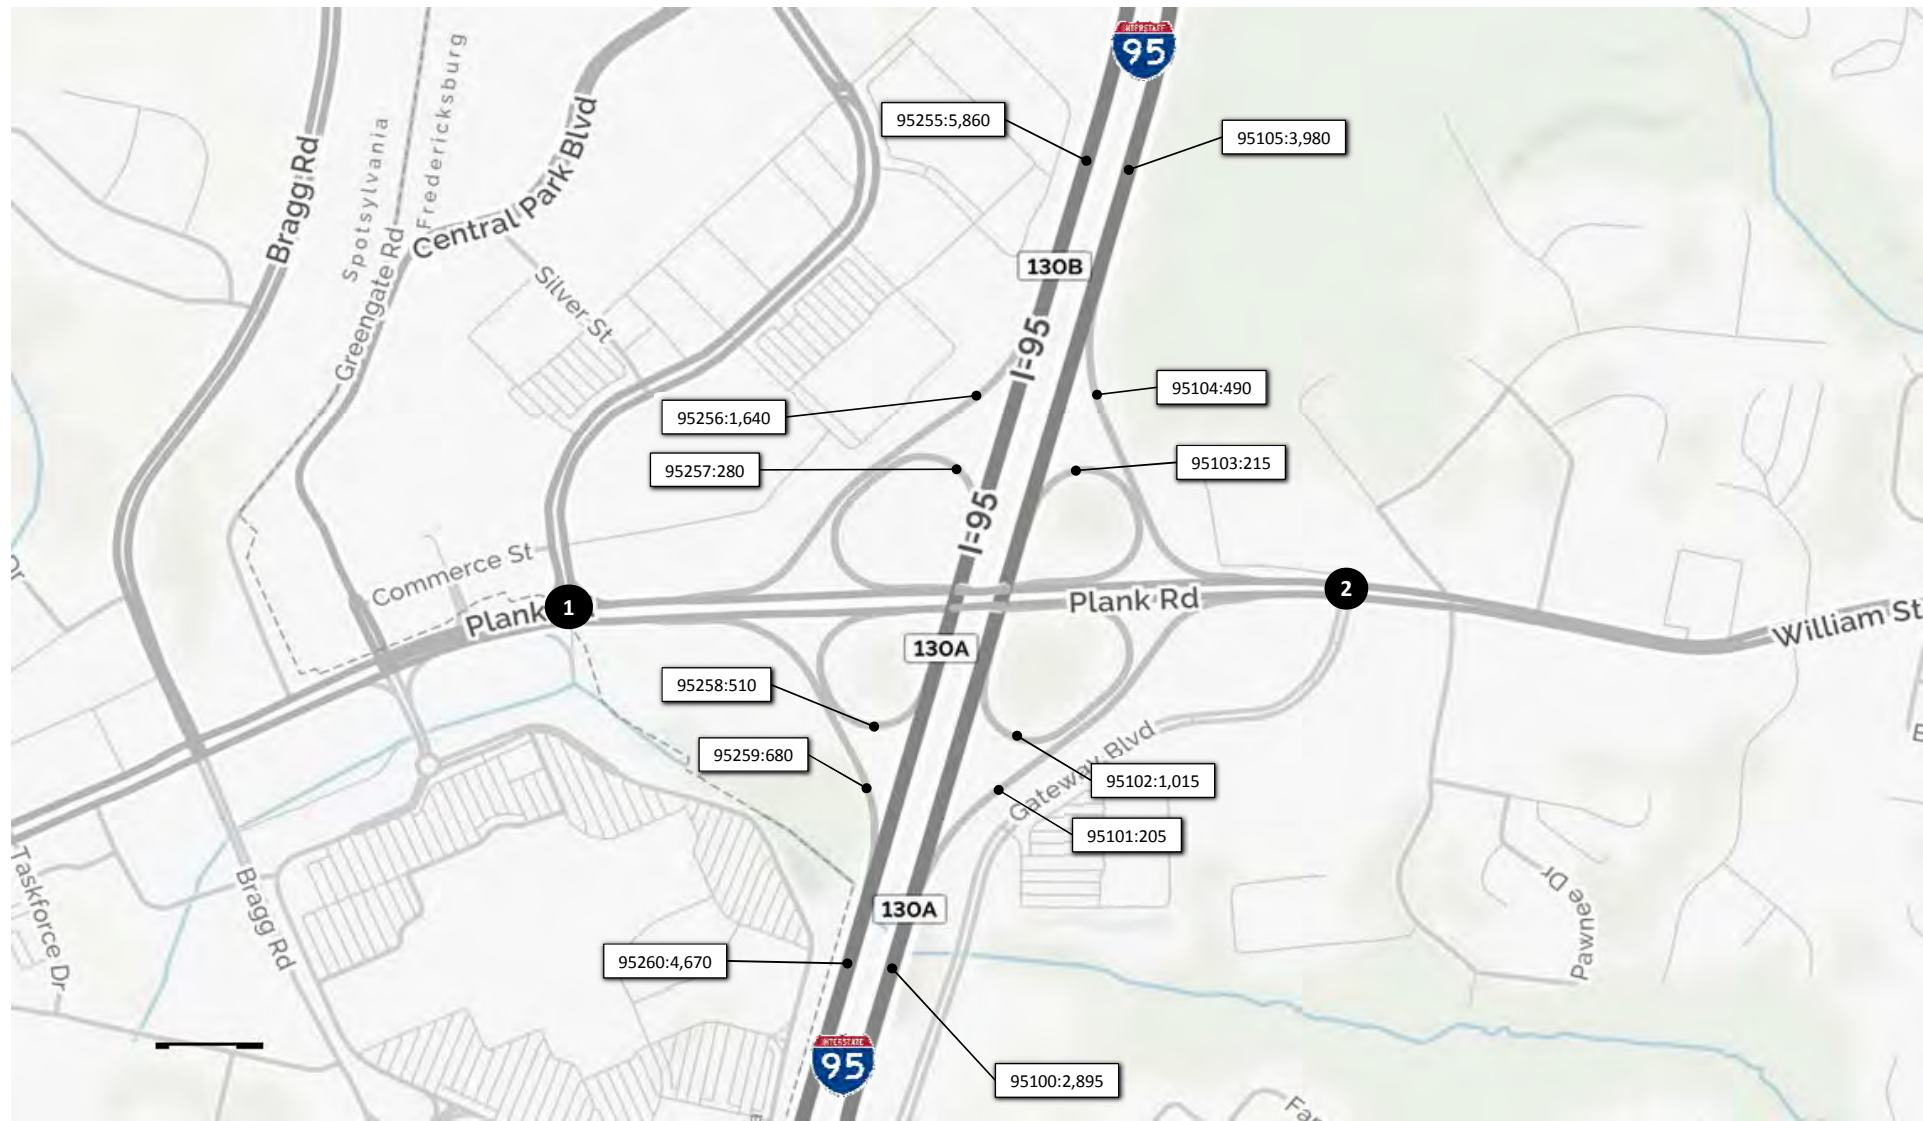 INTERSTATE
95
95255:5,860
95105:3,980
Bragg Rd
Spotsylvania
Fredericksburg
Central Park Blvd
Greengate Rd
Silver St
130B
I-95
95256:1,640
95104:490
95257:280
95103:215
I-95
Commerce St
Plank
1
Plank Rd
2
William St
130A
95258:510
95259:680
Gateway Blvd
95102:1,015
95101:205
Taskforce Dr
Bragg Rd
130A
Pawnee Dr
95260:4,670
INTERSTATE
95
95100:2,895
Dr